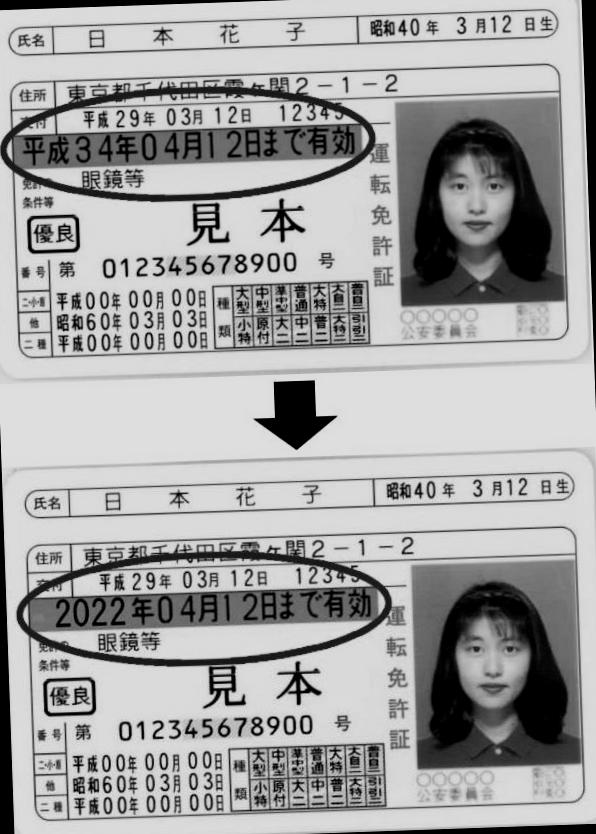 氏名 日本花子 昭和40年 3月12日生
住所 東京都千代田区霞ヶ関2-1-2
交付 平成29年03月12日 12345
平成34年04月12日まで有効
免許の
条件等
眼鏡等
見本
優良
番号 第 012345678900 号
二・小・原 平成00年00月00日
他 昭和60年03月03日
二種 平成00年00月00日
種類
大型 中型 準中型 普通 大特 大自二 普自二
小特 原付 大二 中二 普二 大特二 引引二
運転免許証
○○○○○
公安委員会
氏名 日本花子 昭和40年 3月12日生
住所 東京都千代田区霞ヶ関2-1-2
交付 平成29年03月12日 12345
2022年04月12日まで有効
免許の
条件等
眼鏡等
見本
優良
番号 第 012345678900 号
二・小・原 平成00年00月00日
他 昭和60年03月03日
二種 平成00年00月00日
種類
大型 中型 準中型 普通 大特 大自二 普自二
小特 原付 大二 中二 普二 大特二 引引二
運転免許証
○○○○○
公安委員会